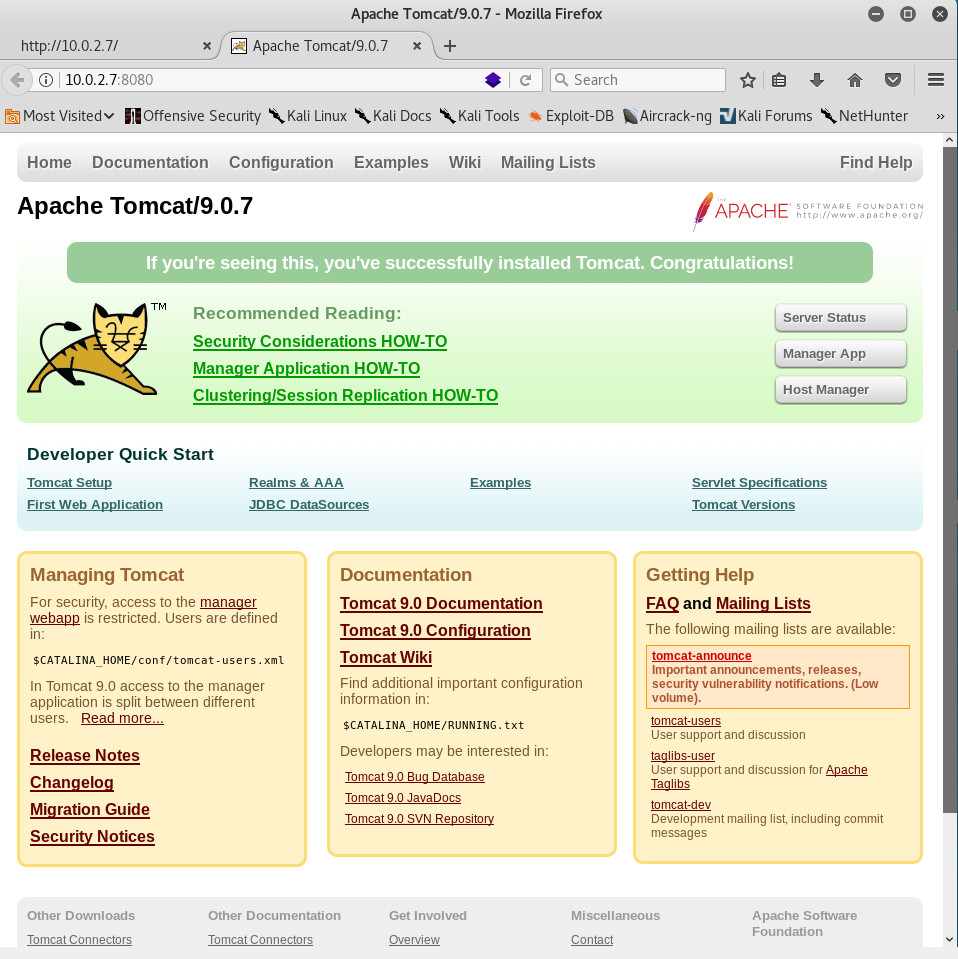 Apache Tomcat/9.0.7 - Mozilla Firefox
http://10.0.2.7/
Apache Tomcat/9.0.7
10.0.2.7:8080
Search
Most Visited
Offensive Security
Kali Linux
Kali Docs
Kali Tools
Exploit-DB
Aircrack-ng
Kali Forums
NetHunter
Home Documentation Configuration Examples Wiki Mailing Lists Find Help
Apache Tomcat/9.0.7
THE APACHE SOFTWARE FOUNDATION
http://www.apache.org/
If you're seeing this, you've successfully installed Tomcat. Congratulations!
TM
Recommended Reading:
Security Considerations HOW-TO
Manager Application HOW-TO
Clustering/Session Replication HOW-TO
Server Status
Manager App
Host Manager
Developer Quick Start
Tomcat Setup
First Web Application
Realms & AAA
JDBC DataSources
Examples
Servlet Specifications
Tomcat Versions
Managing Tomcat
For security, access to the manager
webapp is restricted. Users are defined
in:
$CATALINA_HOME/conf/tomcat-users.xml
In Tomcat 9.0 access to the manager
application is split between different
users. Read more...
Release Notes
Changelog
Migration Guide
Security Notices
Documentation
Tomcat 9.0 Documentation
Tomcat 9.0 Configuration
Tomcat Wiki
Find additional important configuration
information in:
$CATALINA_HOME/RUNNING.txt
Developers may be interested in:
Tomcat 9.0 Bug Database
Tomcat 9.0 JavaDocs
Tomcat 9.0 SVN Repository
Getting Help
FAQ and Mailing Lists
The following mailing lists are available:
tomcat-announce
Important announcements, releases,
security vulnerability notifications. (Low
volume).
tomcat-users
User support and discussion
taglibs-user
User support and discussion for Apache
Taglibs
tomcat-dev
Development mailing list, including commit
messages
Other Downloads
Tomcat Connectors
Other Documentation
Tomcat Connectors
Get Involved
Overview
Miscellaneous
Contact
Apache Software
Foundation